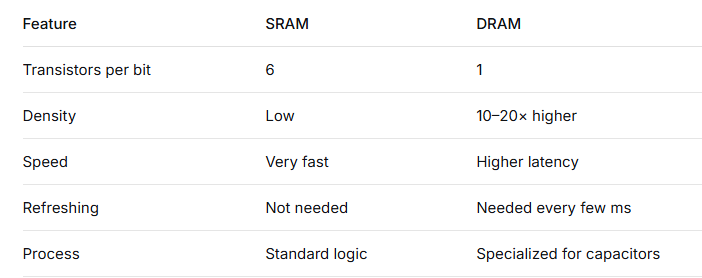 Feature SRAM DRAM
Transistors per bit 6 1
Density Low 10–20× higher
Speed Very fast Higher latency
Refreshing Not needed Needed every few ms
Process Standard logic Specialized for capacitors